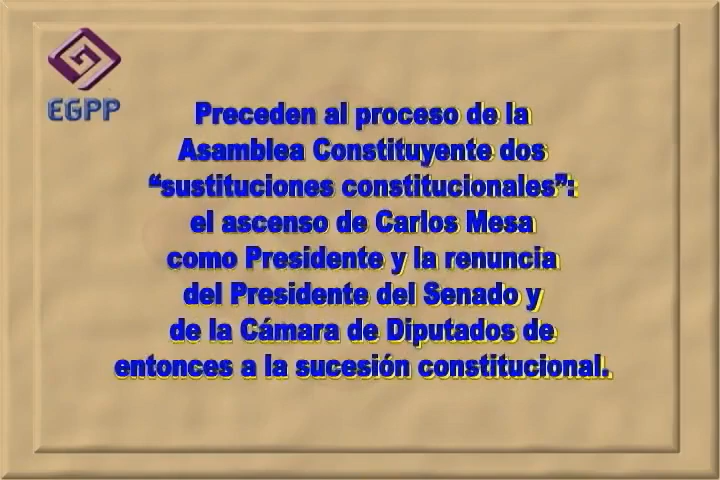 EGPP
Preceden al proceso de la
Asamblea Constituyente dos
“sustituciones constitucionales”:
el ascenso de Carlos Mesa
como Presidente y la renuncia
del Presidente del Senado y
de la Cámara de Diputados de
entonces a la sucesión constitucional.